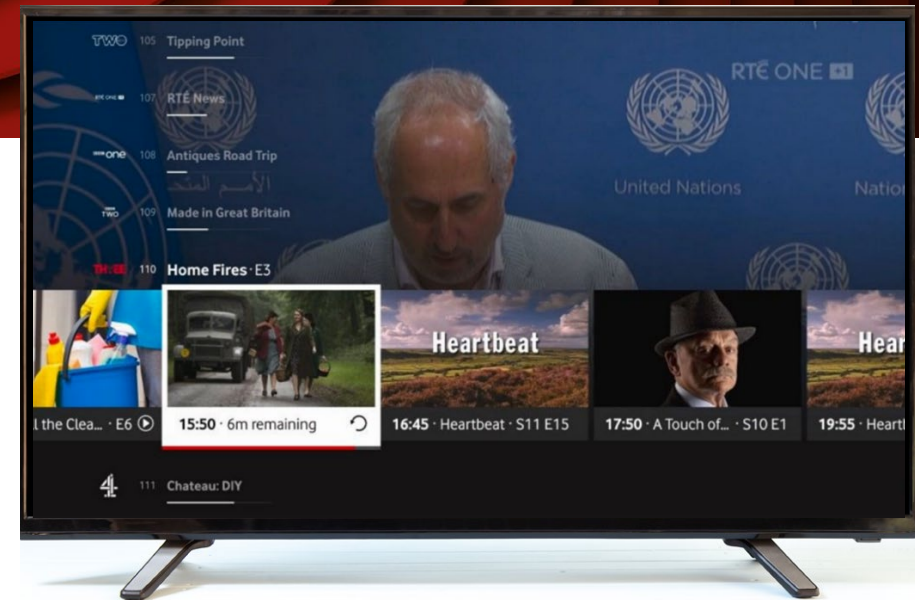 TWO 105 Tipping Point
RTÉ ONE +1
RTÉ ONE 107 RTÉ News
one 108 Antiques Road Trip
الأمم المتحد
United Nations
Nation
TWO 109 Made in Great Britain
THREE 110 Home Fires · E3
Heartbeat
Hear
l the Clea... · E6
15:50 · 6m remaining
16:45 · Heartbeat · S11 E15
17:50 · A Touch of... · S10 E1
19:55 · Heart
4 111 Chateau: DIY